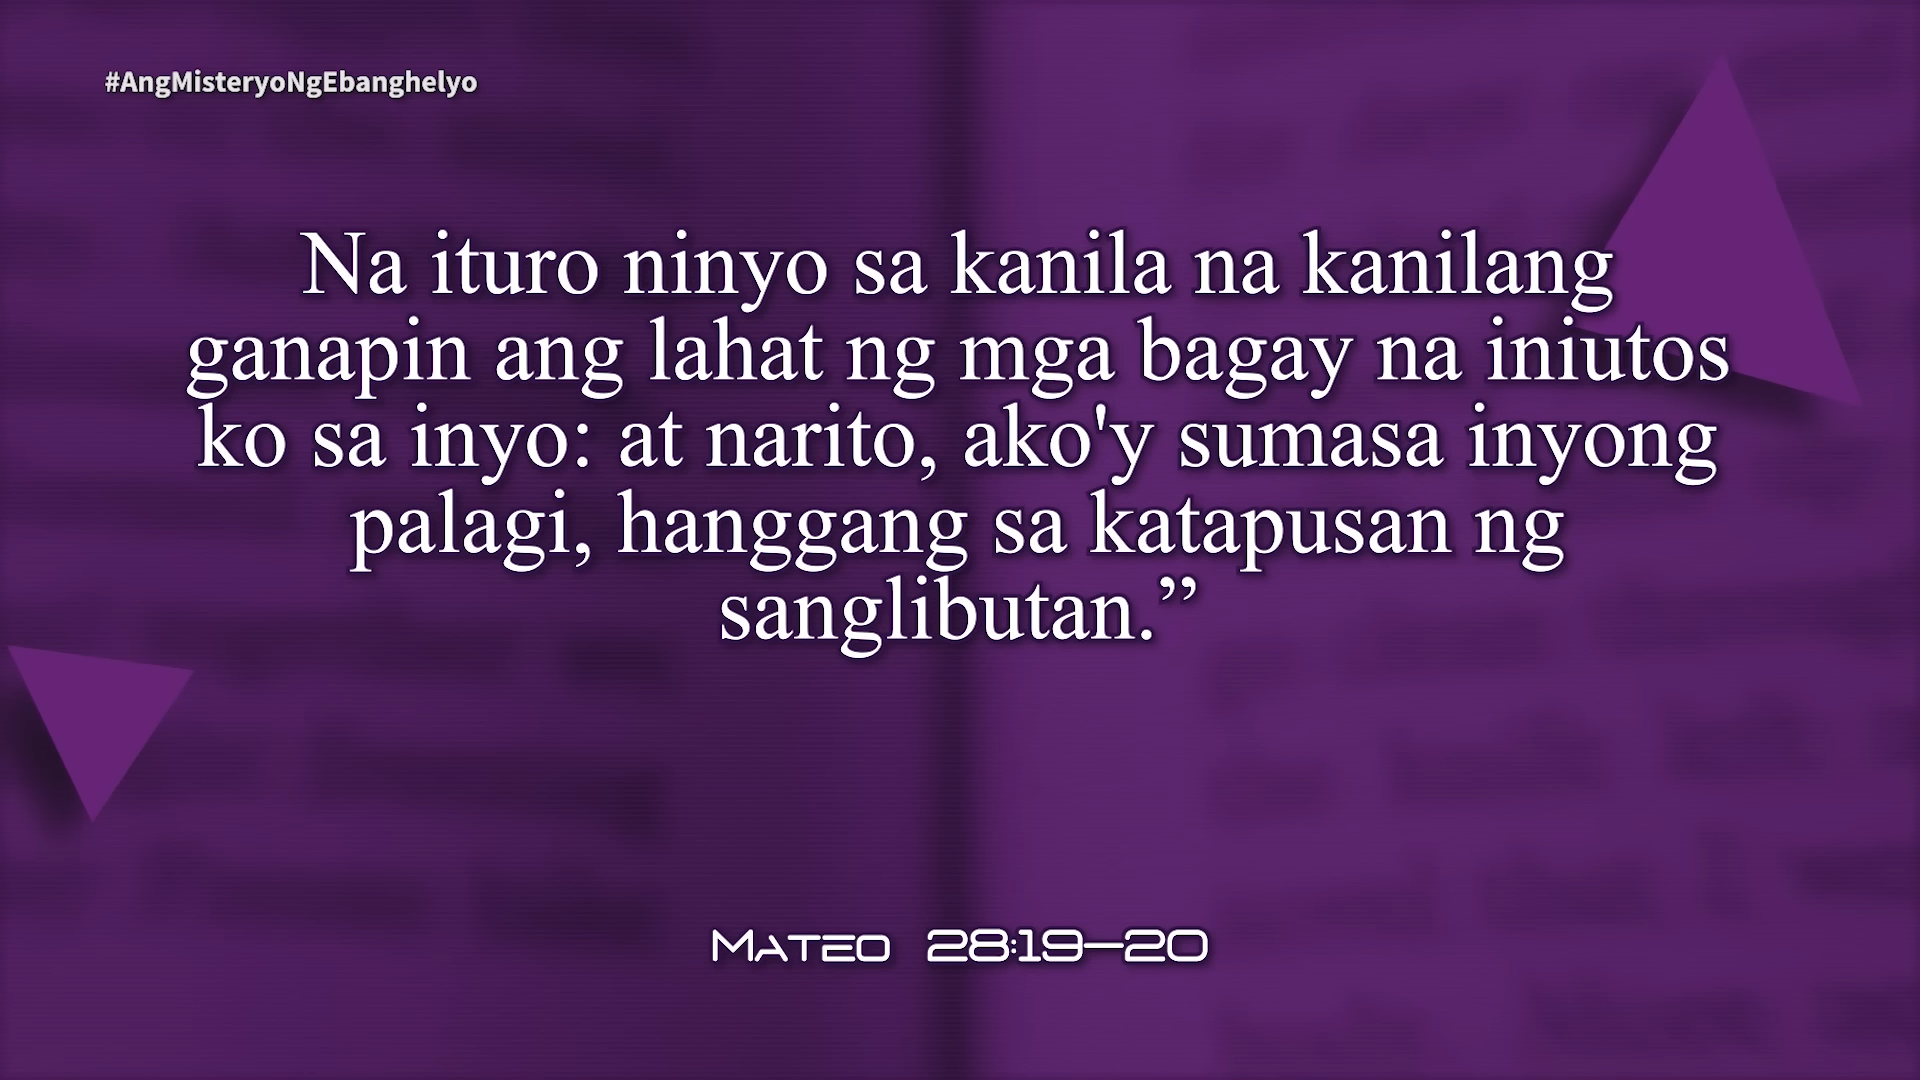 #AngMisteryoNgEbanghelyo
Na ituro ninyo sa kanila na kanilang
ganapin ang lahat ng mga bagay na iniutos
ko sa inyo: at narito, ako'y sumasa inyong
palagi, hanggang sa katapusan ng
sanglibutan.”
Mateo 28:19–20